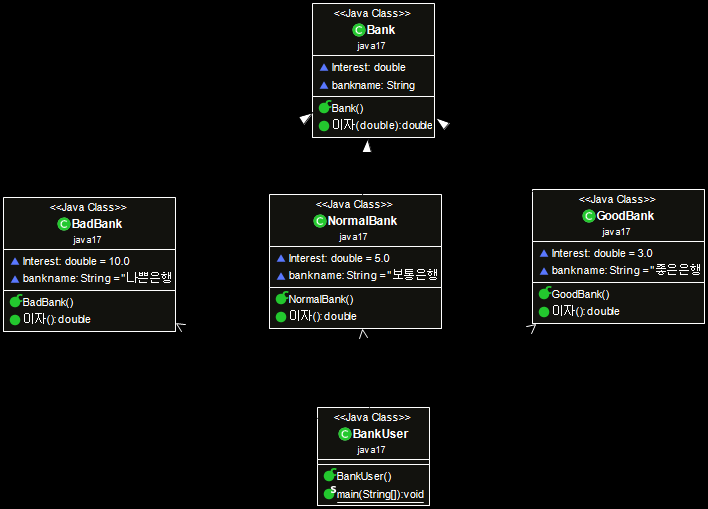 <<Java Class>>
Bank
java17
Interest: double
bankname: String
Bank()
이자(double):double
<<Java Class>>
BadBank
java17
Interest: double = 10.0
bankname: String ="나쁜은행
BadBank()
이자():double
<<Java Class>>
NormalBank
java17
Interest: double = 5.0
bankname: String ="보통은행
NormalBank()
이자():double
<<Java Class>>
GoodBank
java17
Interest: double = 3.0
bankname: String ="좋은은행
GoodBank()
이자():double
<<Java Class>>
BankUser
java17
BankUser()
main(String[]):void